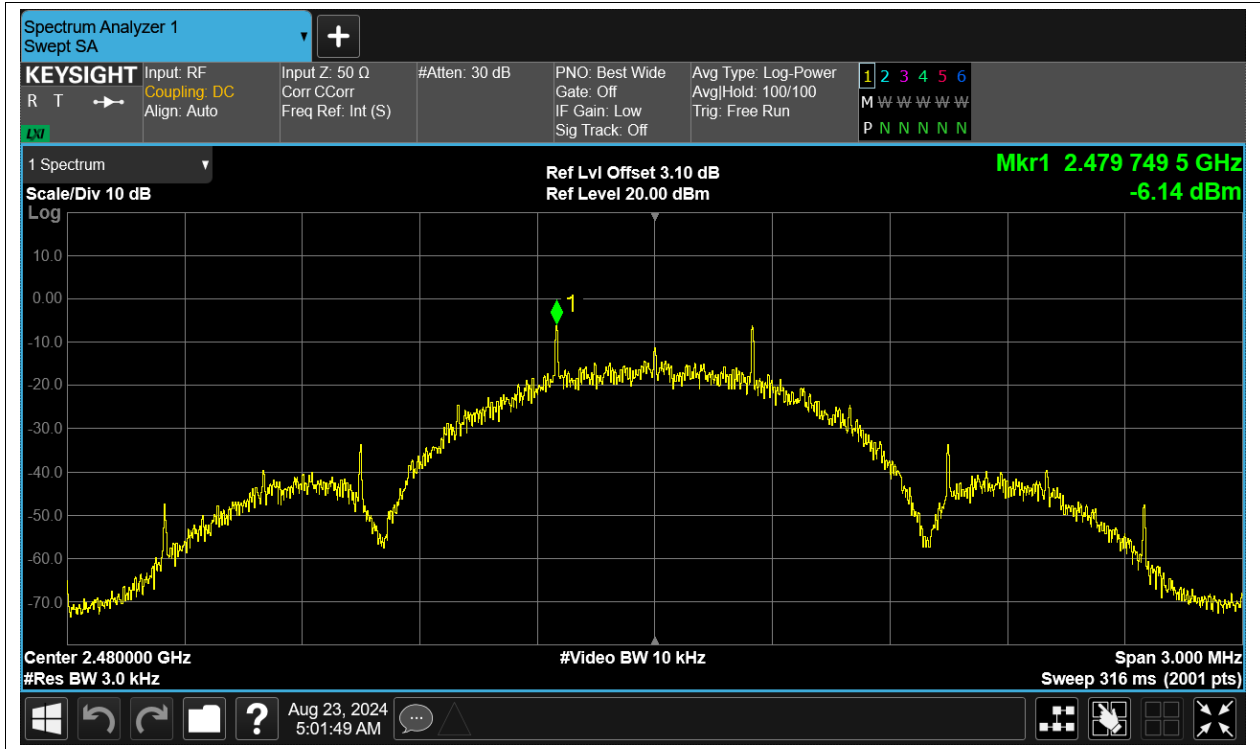 Spectrum Analyzer 1
Swept SA
+
KEYSIGHT
R T
LXI
Input: RF
Coupling: DC
Align: Auto
Input Z: 50 Ω
Corr CCorr
Freq Ref: Int (S)
#Atten: 30 dB
PNO: Best Wide
Gate: Off
IF Gain: Low
Sig Track: Off
Avg Type: Log-Power
Avg|Hold: 100/100
Trig: Free Run
1 2 3 4 5 6
M W W W W W
P N N N N N
1 Spectrum
Scale/Div 10 dB
Log
Ref Lvl Offset 3.10 dB
Ref Level 20.00 dBm
Mkr1 2.479 749 5 GHz
-6.14 dBm
10.0
0.00
-10.0
-20.0
-30.0
-40.0
-50.0
-60.0
-70.0
1
Center 2.480000 GHz
#Res BW 3.0 kHz
#Video BW 10 kHz
Span 3.000 MHz
Sweep 316 ms (2001 pts)
?
Aug 23, 2024
5:01:49 AM